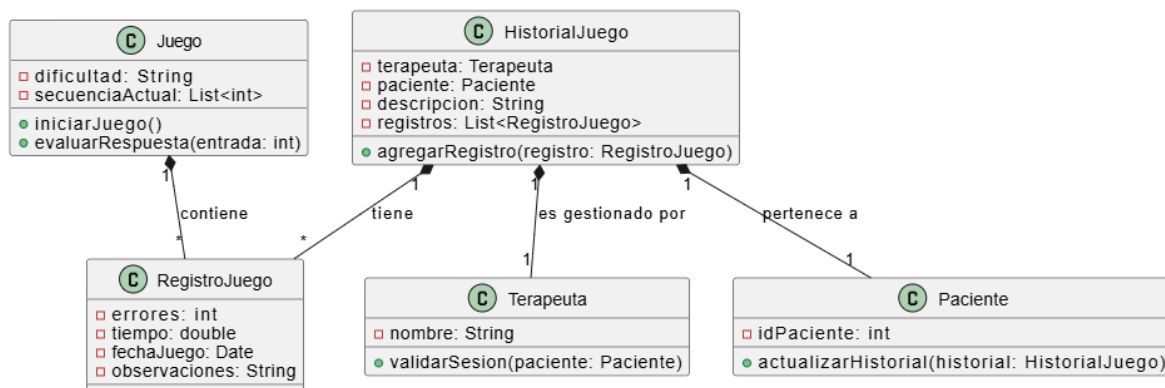 C Juego
dificultad: String
secuenciaActual: List<int>
iniciarJuego()
evaluarRespuesta(entrada: int)
C HistorialJuego
terapeuta: Terapeuta
paciente: Paciente
descripcion: String
registros: List<RegistroJuego>
agregarRegistro(registro: RegistroJuego)
1
1
1
1
contiene
tiene
es gestionado por
pertenece a
*
*
1
1
C RegistroJuego
errores: int
tiempo: double
fechaJuego: Date
observaciones: String
C Terapeuta
nombre: String
validarSesion(paciente: Paciente)
C Paciente
idPaciente: int
actualizarHistorial(historial: HistorialJuego)